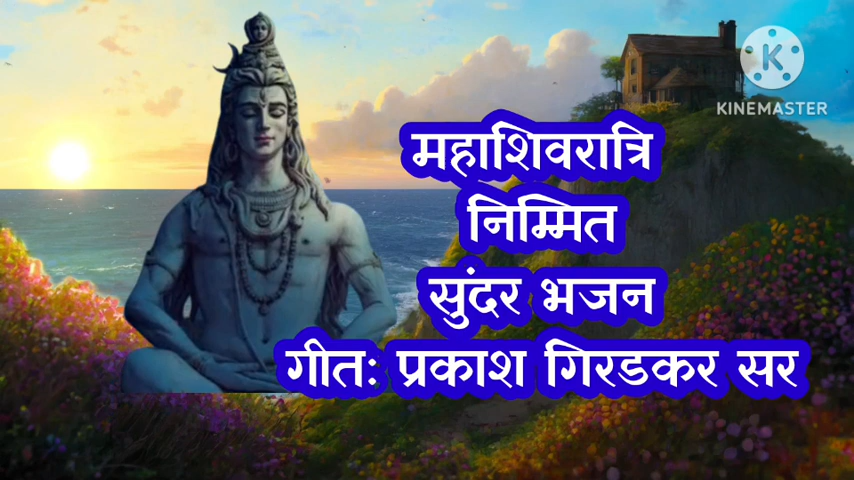 KINEMASTER
महाशिवरात्रि
निम्मित
सुंदर भजन
गीतः प्रकाश गिरडकर सर